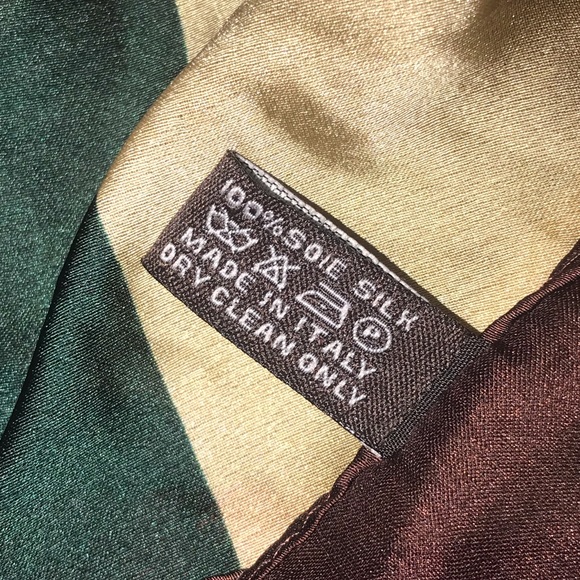 100% SOIE SILK
P
MADE IN ITALY
DRY CLEAN ONLY